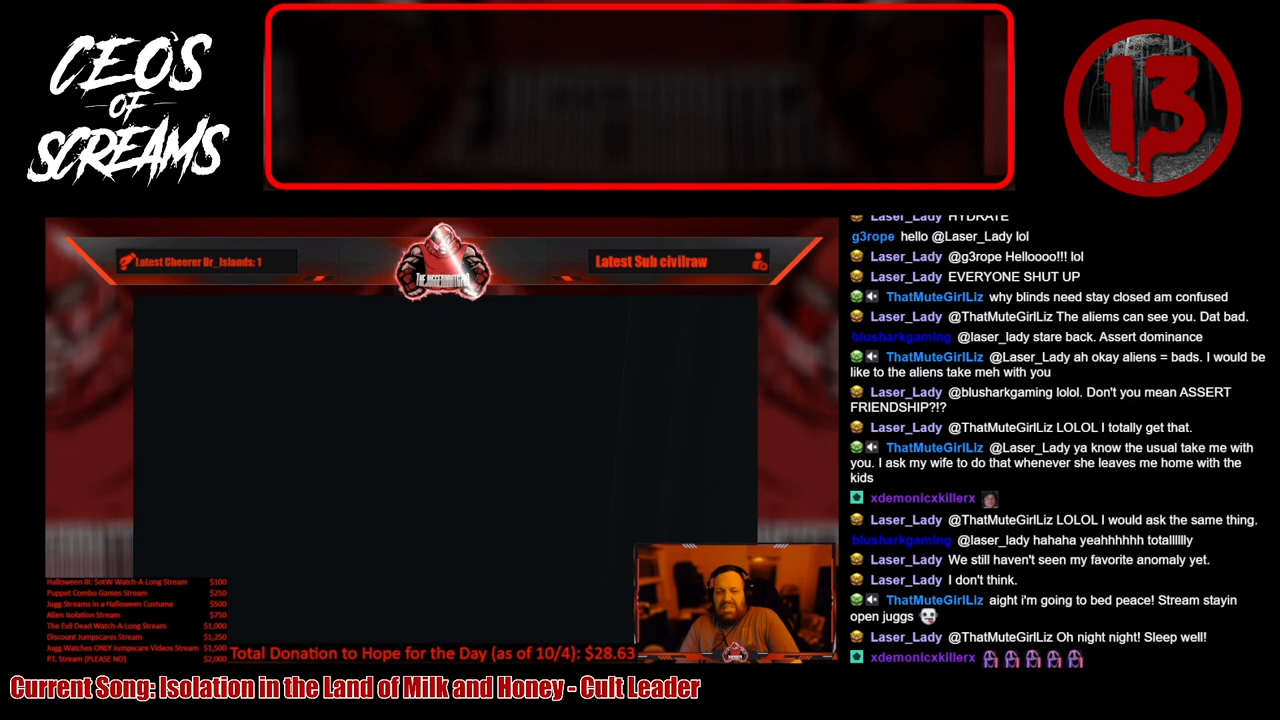 CEO'S
OF
SCREAMS
13
Latest Cheerer Dr_Islands: 1
Latest Sub civilraw
Laser_Lady HYDRATE
g3rope hello @Laser_Lady lol
Laser_Lady @g3rope Helloooo!!! lol
Laser_Lady EVERYONE SHUT UP
ThatMuteGirlLiz why blinds need stay closed am confused
Laser_Lady @ThatMuteGirlLiz The aliems can see you. Dat bad.
blusharkgaming @laser_lady stare back. Assert dominance
ThatMuteGirlLiz @Laser_Lady ah okay aliens = bads. I would be
like to the aliens take meh with you
Laser_Lady @blusharkgaming lolol. Don't you mean ASSERT
FRIENDSHIP?!?
Laser_Lady @ThatMuteGirlLiz LOLOL I totally get that.
ThatMuteGirlLiz @Laser_Lady ya know the usual take me with
you. I ask my wife to do that whenever she leaves me home with the
kids
xdemonicxkillerx
Laser_Lady @ThatMuteGirlLiz LOLOL I would ask the same thing.
blusharkgaming @laser_lady hahaha yeahhhhhh totalllllly
Laser_Lady We still haven't seen my favorite anomaly yet.
Laser_Lady I don't think.
ThatMuteGirlLiz aight i'm going to bed peace! Stream stayin
open juggs
Laser_Lady @ThatMuteGirlLiz Oh night night! Sleep well!
xdemonicxkillerx
Halloween III: SotW Watch-A-Long Stream $100
Puppet Combo Games Stream $250
Jugg Streams in a Halloween Costume $500
Alien Isolation Stream $750
The Evil Dead Watch-A-Long Stream $1,000
Discount Jumpscares Stream $1,250
Jugg Watches ONLY Jumpscare Videos Stream $1,500
P.T. Stream (PLEASE NO) $2,000
Total Donation to Hope for the Day (as of 10/4): $28.63
Current Song: Isolation in the Land of Milk and Honey - Cult Leader